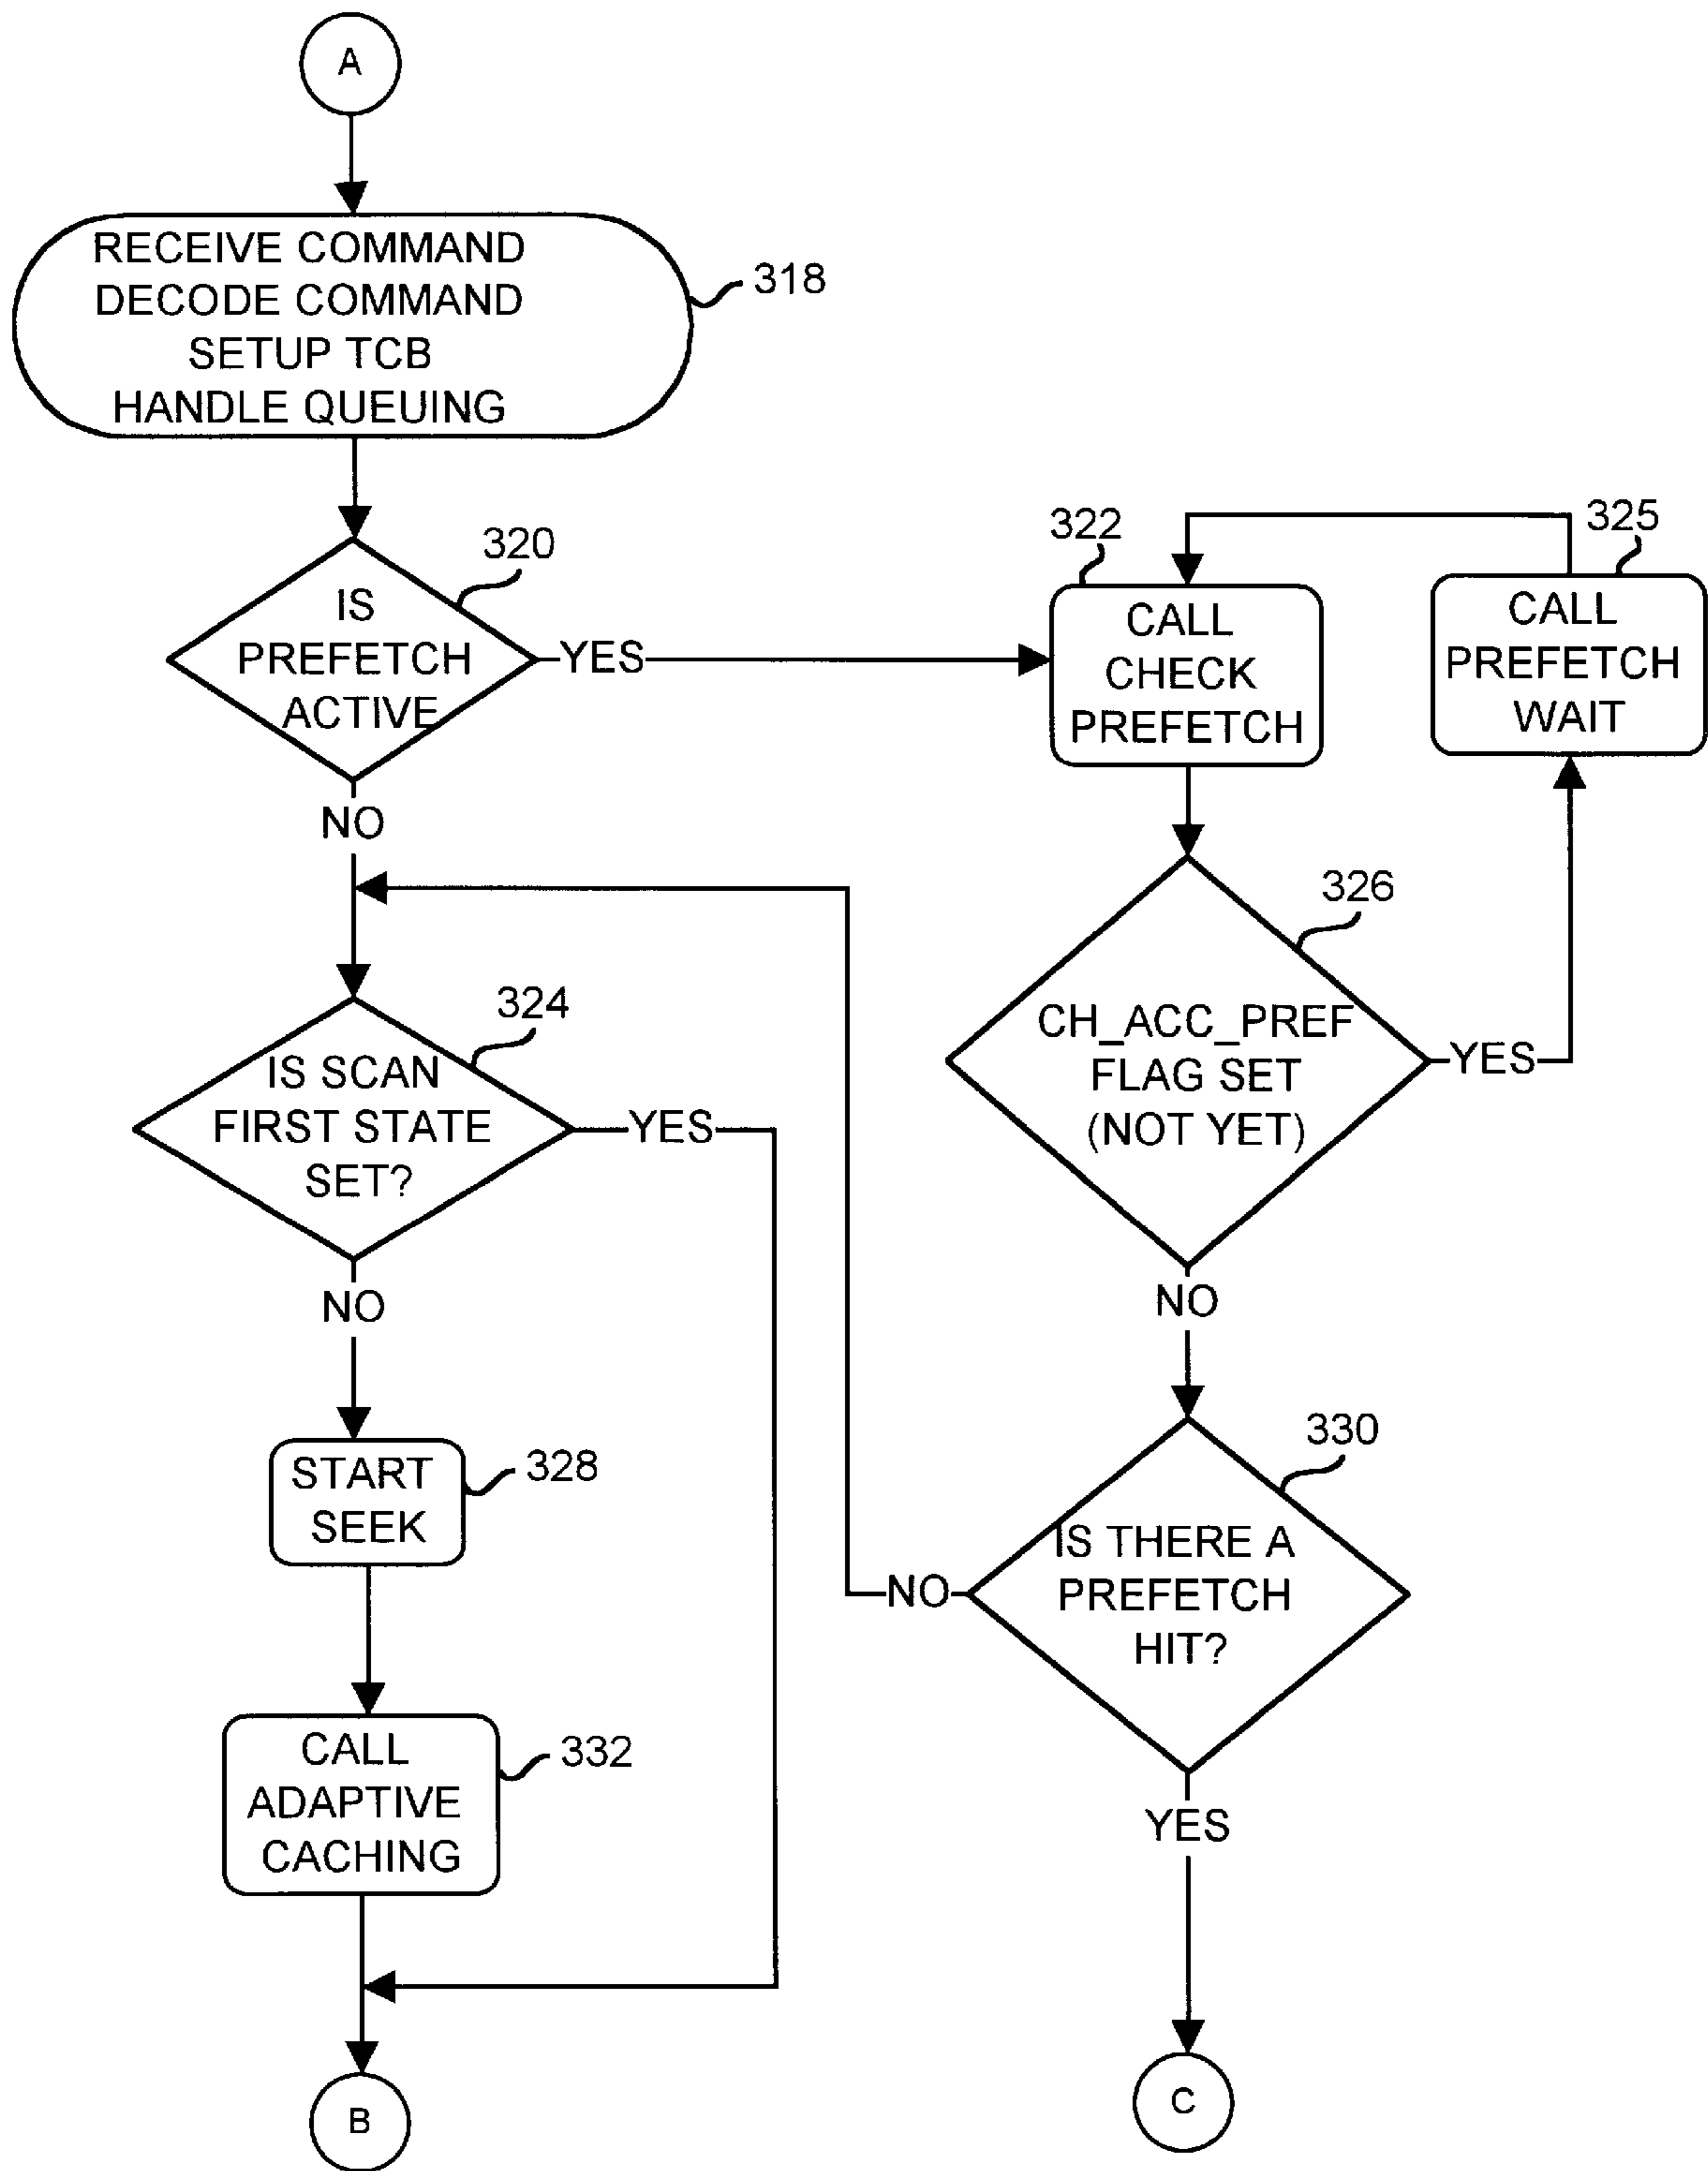 A
RECEIVE COMMAND
DECODE COMMAND
SETUP TCB
HANDLE QUEUING
318
320
IS
PREFETCH
ACTIVE
YES
NO
322
CALL
CHECK
PREFETCH
325
CALL
PREFETCH
WAIT
326
CH_ACC_PREF
FLAG SET
(NOT YET)
YES
NO
324
IS SCAN
FIRST STATE
SET?
YES
NO
328
START
SEEK
330
IS THERE A
PREFETCH
HIT?
NO
YES
332
CALL
ADAPTIVE
CACHING
B
C